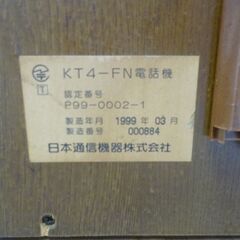 KT4-FN電話機
認定番号
P99-0002-1
製造年月 1999年 03月
製造番号 000884
日本通信機器株式会社